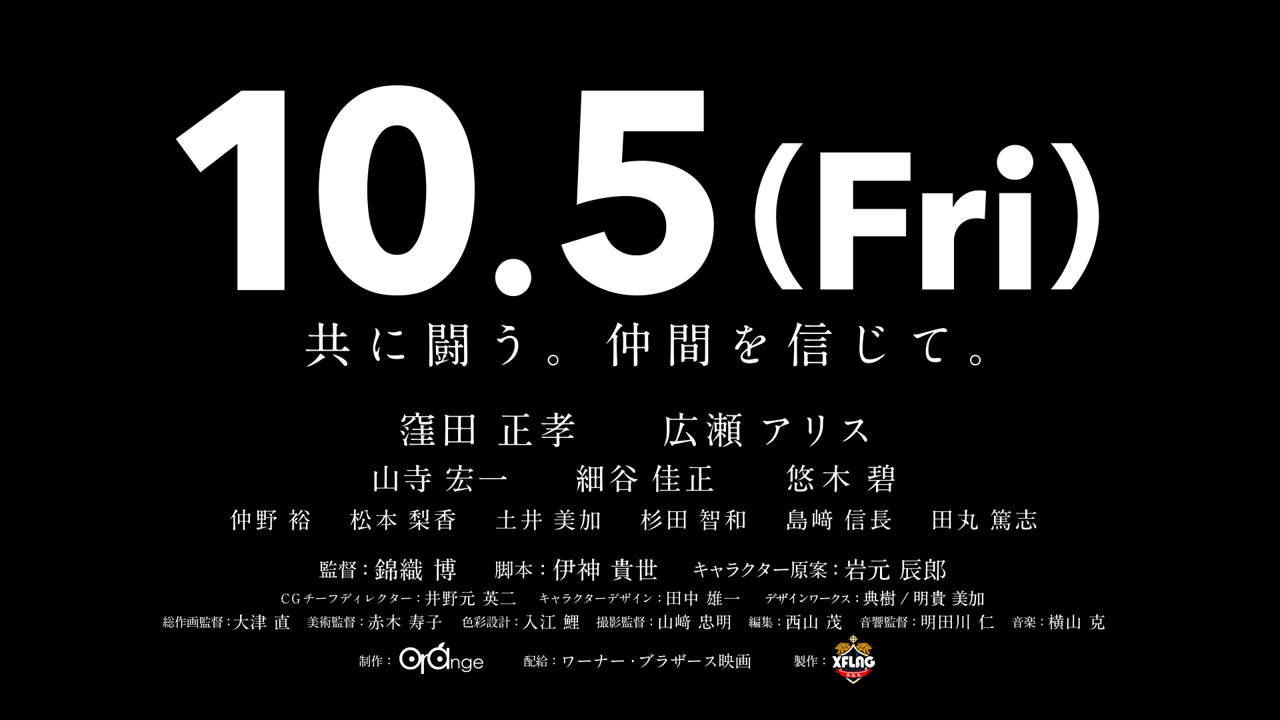 10.5(Fri)
共に闘う。仲間を信じて。
窪田 正孝 広瀬 アリス
山寺 宏一 細谷 佳正 悠木 碧
仲野 裕 松本 梨香 土井 美加 杉田 智和 島﨑 信長 田丸 篤志
監督：錦織 博 脚本：伊神 貴世 キャラクター原案：岩元 辰郎
CGチーフディレクター：井野元 英二 キャラクターデザイン：田中 雄一 デザインワークス：典樹/明貴 美加
総作画監督：大津 直 美術監督：赤木 寿子 色彩設計：入江 鯉 撮影監督：山﨑 忠明 編集：西山 茂 音響監督：明田川 仁 音楽：横山 克
制作：orange 配給：ワーナー・ブラザース映画 製作：XFLAG